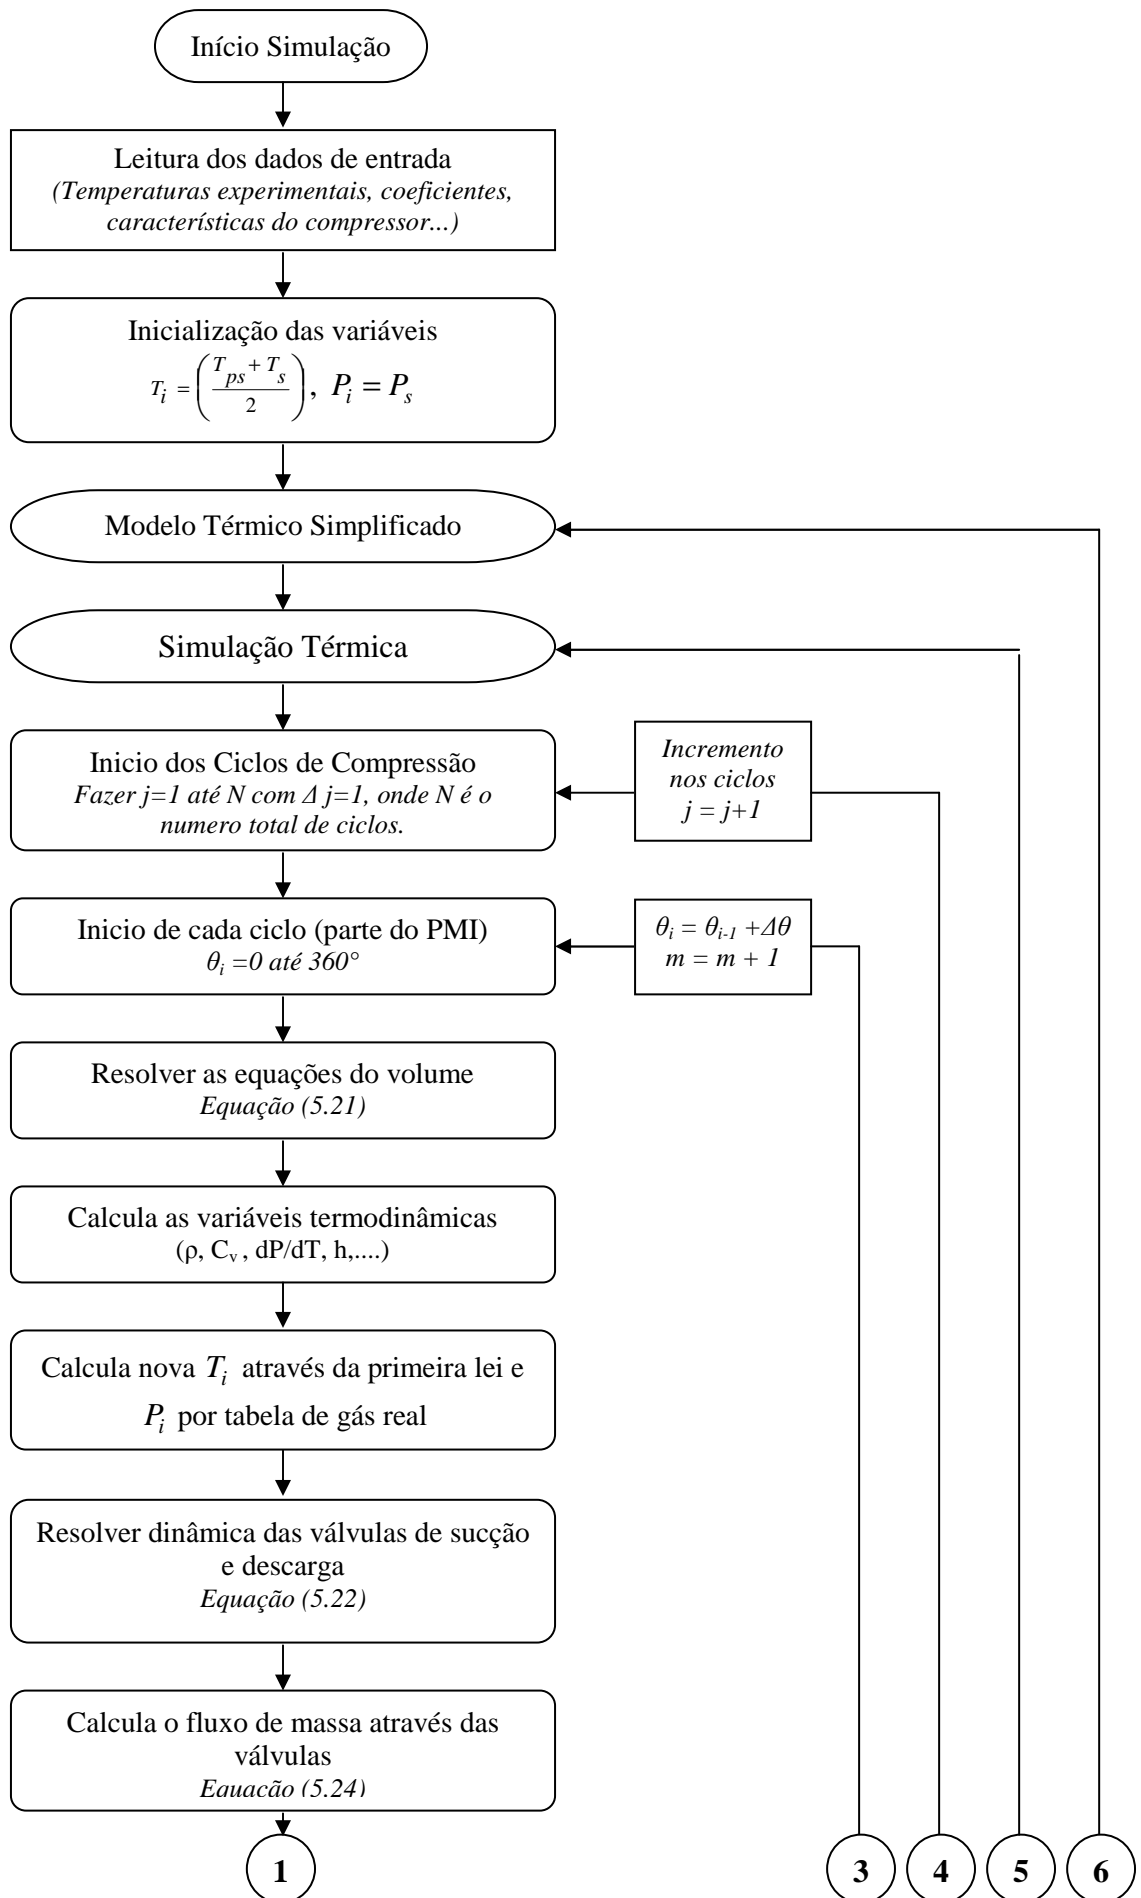 Início Simulação
Leitura dos dados de entrada
(Temperaturas experimentais, coeficientes,
características do compressor...)
Inicialização das variáveis
T_i = ( (T_ps + T_s) / 2 ) , P_i = P_s
Modelo Térmico Simplificado
Simulação Térmica
Inicio dos Ciclos de Compressão
Fazer j=1 até N com Δ j=1, onde N é o
numero total de ciclos.
Incremento
nos ciclos
j = j+1
Inicio de cada ciclo (parte do PMI)
θ_i =0 até 360°
θ_i = θ_{i-1} +Δθ
m = m + 1
Resolver as equações do volume
Equação (5.21)
Calcula as variáveis termodinâmicas
(ρ, C_v , dP/dT, h,....)
Calcula nova T_i através da primeira lei e
P_i por tabela de gás real
Resolver dinâmica das válvulas de sucção
e descarga
Equação (5.22)
Calcula o fluxo de massa através das
válvulas
Equação (5.24)
1
3
4
5
6